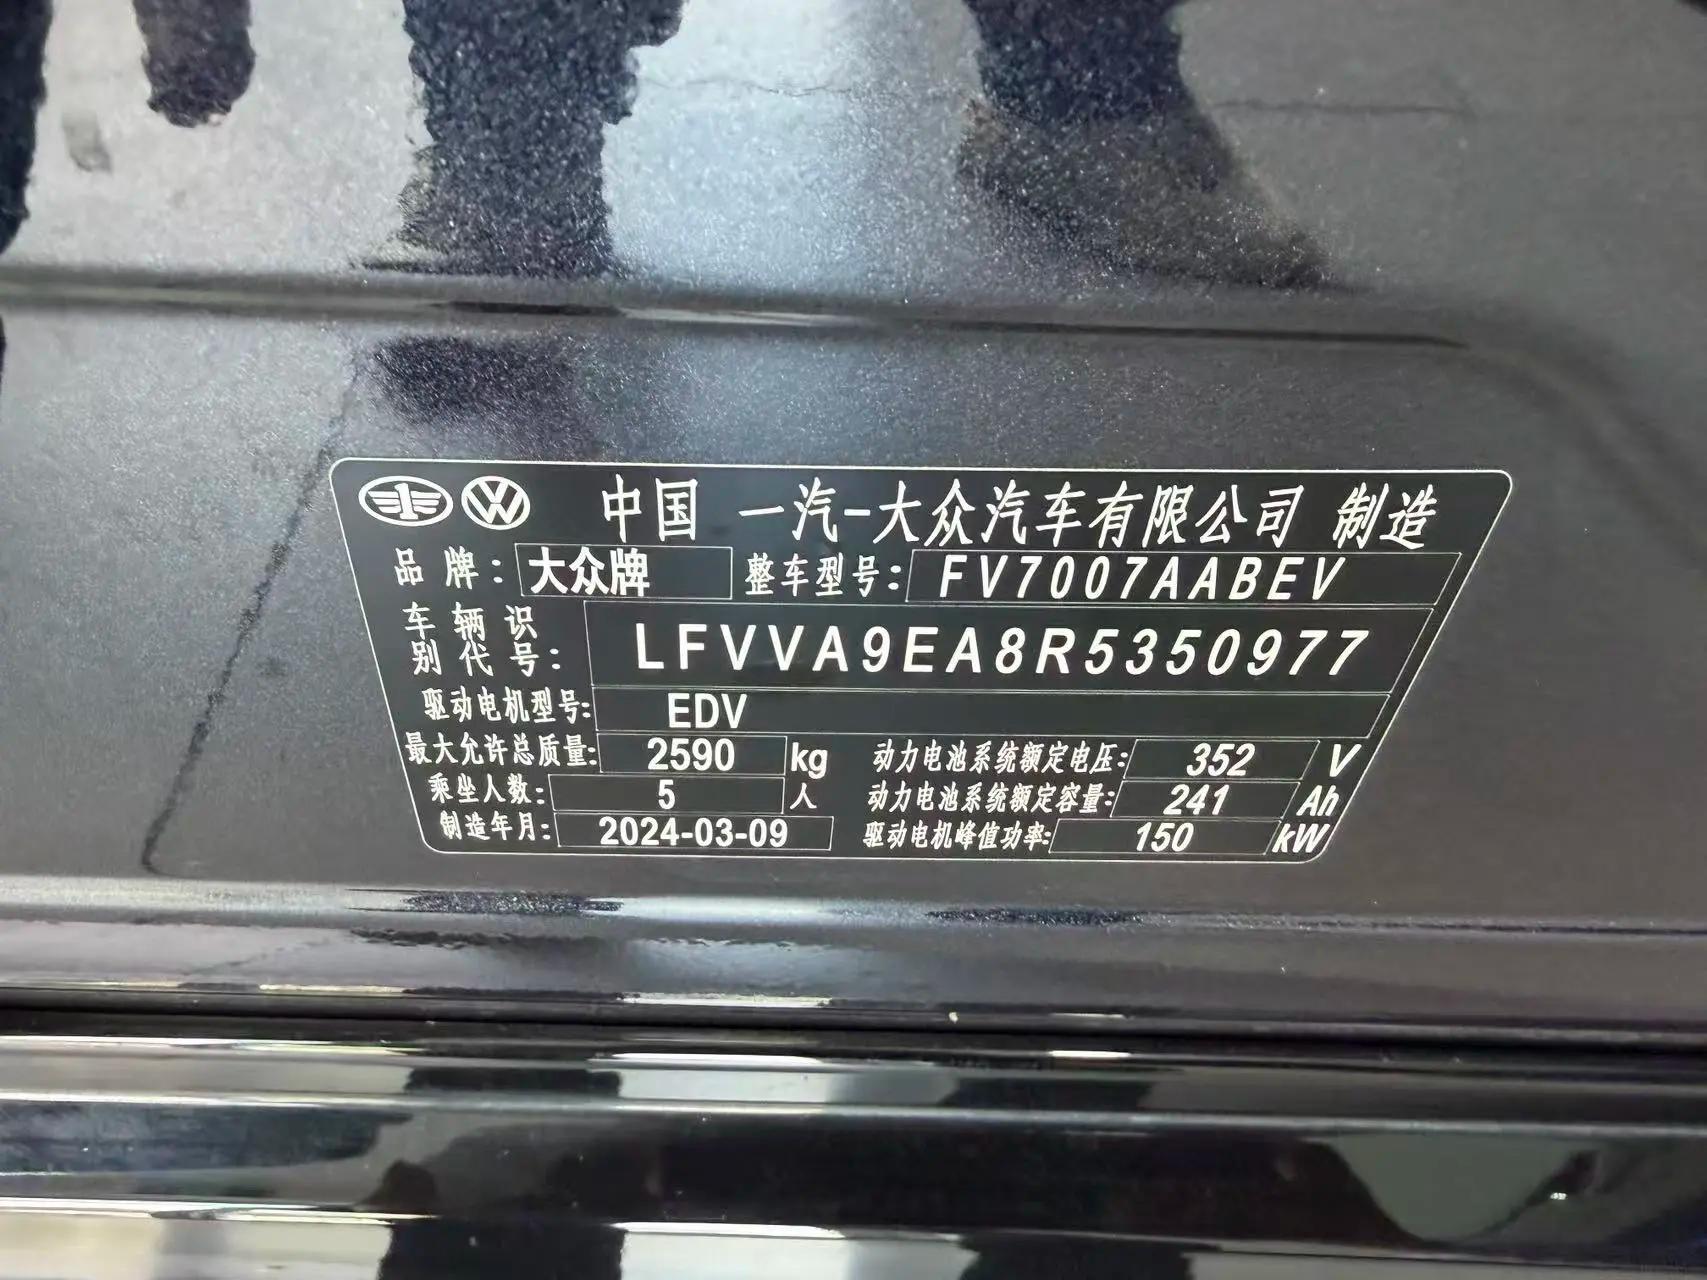 中国 一汽-大众汽车有限公司 制造
品牌: 大众牌 整车型号: FV7007AABEV
车辆识别代号: LFVVA9EA8R5350977
驱动电机型号: EDV
最大允许总质量: 2590 kg 动力电池系统额定电压: 352 V
乘坐人数: 5 人 动力电池系统额定容量: 241 Ah
制造年月: 2024-03-09 驱动电机峰值功率: 150 kW